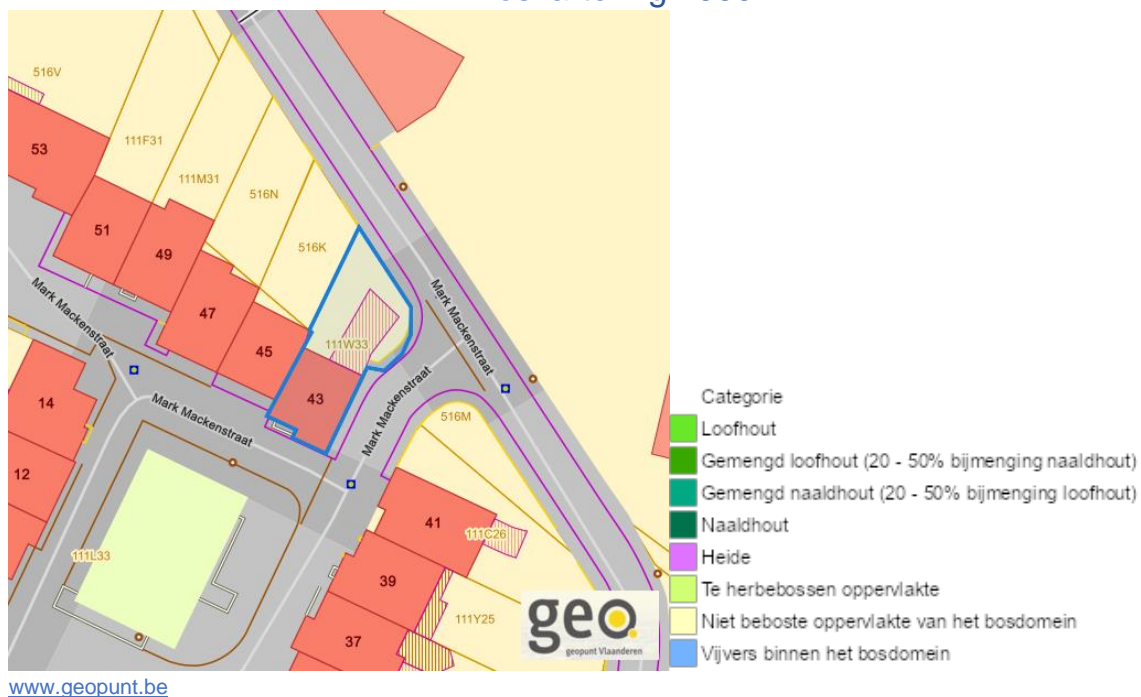 516V
53
111F31
111M31
516N
51
49
516K
47
45
111W33
43
Mark Mackenstraat
Mark Mackenstraat
Mark Mackenstraat
Mark Mackenstraat
14
12
516M
41
111C26
111L33
39
111Y25
37
geo
geopunt Vlaanderen
Categorie
Loofhout
Gemengd loofhout (20 - 50% bijmenging naaldhout)
Gemengd naaldhout (20 - 50% bijmenging loofhout)
Naaldhout
Heide
Te herbebossen oppervlakte
Niet beboste oppervlakte van het bosdomein
Vijvers binnen het bosdomein
www.geopunt.be